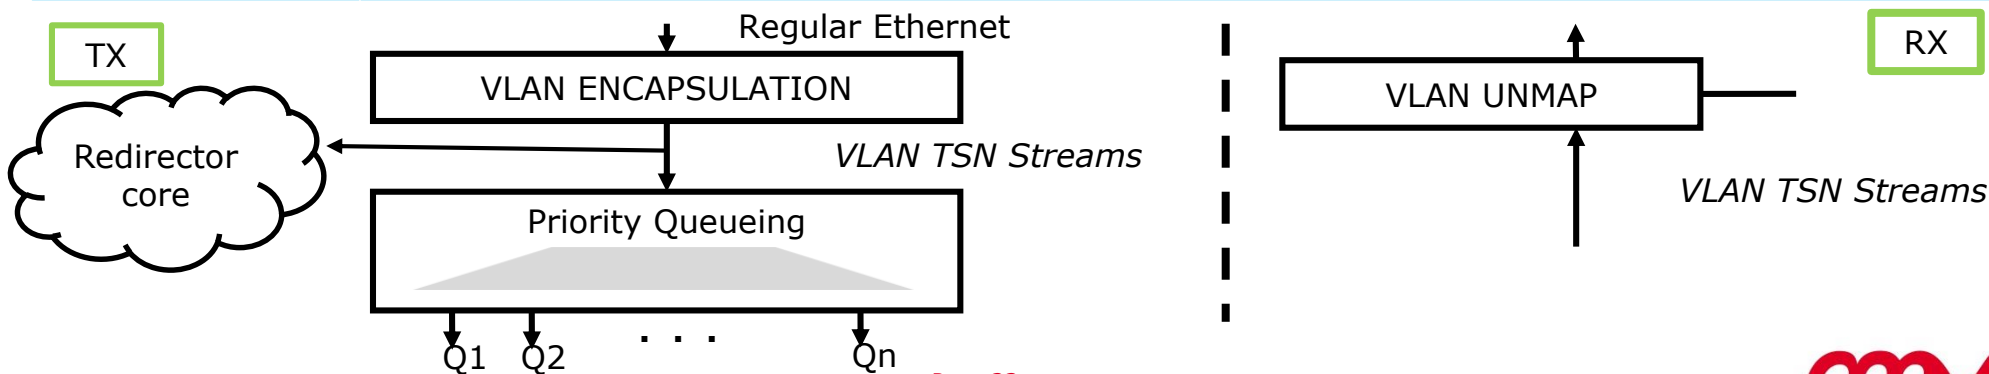 TX
Regular Ethernet
RX
VLAN ENCAPSULATION
VLAN UNMAP
Redirector
core
VLAN TSN Streams
VLAN TSN Streams
Priority Queueing
Q1 Q2 . . . Qn